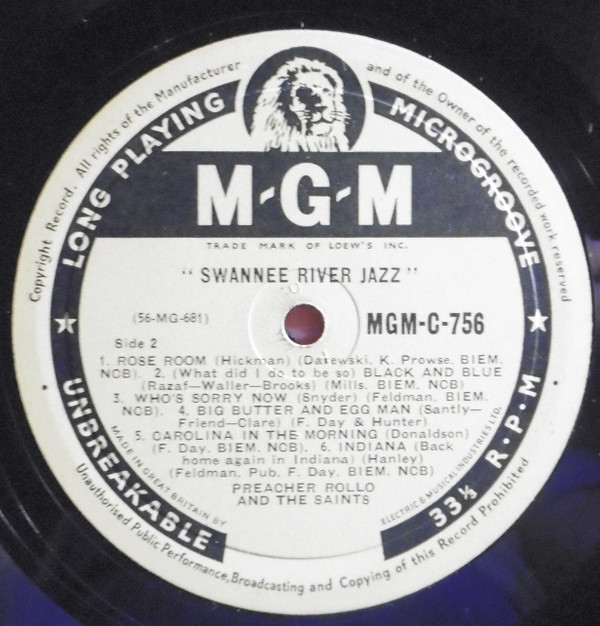 Copyright Record. All rights of the Manufacturer and of the Owner of the recorded work reserved
LONG PLAYING MICROGROOVE
M-G-M
TRADE MARK OF LOEW'S INC.
"SWANNEE RIVER JAZZ"
(56-MG-681) MGM-C-756
Side 2
1. ROSE ROOM (Hickman) (Darewski, K. Prowse. BIEM.
NCB). 2. (What did I do to be so) BLACK AND BLUE
(Razaf—Waller—Brooks) (Mills. BIEM. NCB)
3. WHO'S SORRY NOW (Snyder) (Feldman. BIEM.
NCB). 4. BIG BUTTER AND EGG MAN (Santly—
Friend—Clare) (F. Day & Hunter)
5. CAROLINA IN THE MORNING (Donaldson)
(F. Day. BIEM. NCB). 6. INDIANA (Back
home again in Indiana) (Hanley)
(Feldman, Pub. F. Day. BIEM. NCB)
PREACHER ROLLO
AND THE SAINTS
UNBREAKABLE 33⅓ R·P·M
MADE IN GREAT BRITAIN BY ELECTRIC & MUSICAL INDUSTRIES LTD.
Unauthorised Public Performance, Broadcasting and Copying of this Record Prohibited